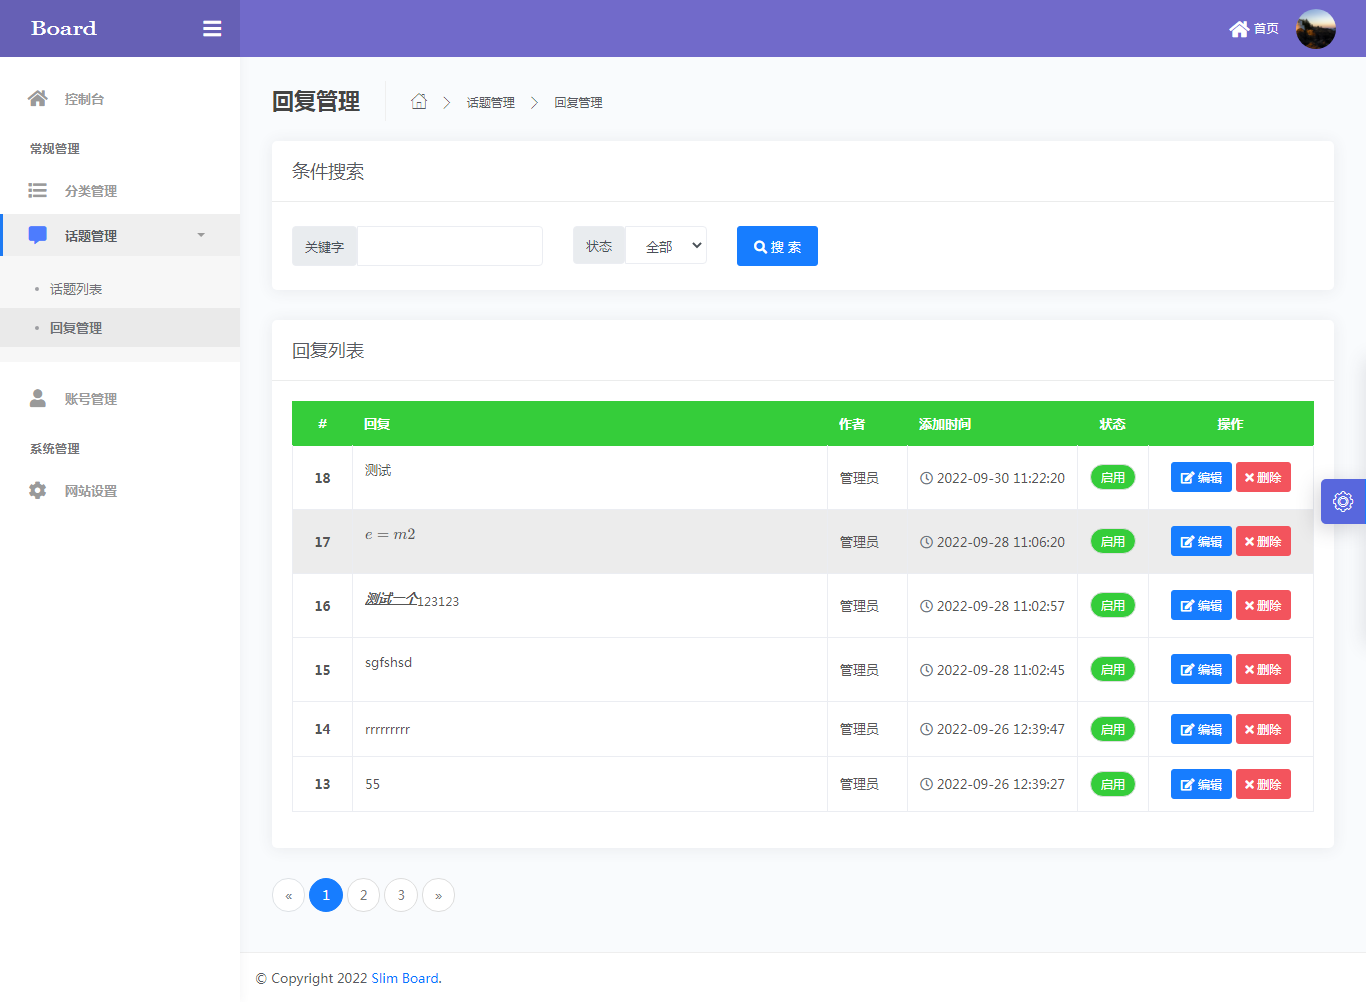 Board
首页
控制台
常规管理
分类管理
话题管理
话题列表
回复管理
账号管理
系统管理
网站设置
回复管理
话题管理
回复管理
条件搜索
关键字
状态 全部
搜 索
回复列表
# 回复 作者 添加时间 状态 操作
18 测试 管理员 2022-09-30 11:22:20 启用 编辑 删除
17 e = m2 管理员 2022-09-28 11:06:20 启用 编辑 删除
16 测试一个123123 管理员 2022-09-28 11:02:57 启用 编辑 删除
15 sgfshsd 管理员 2022-09-28 11:02:45 启用 编辑 删除
14 rrrrrrrrr 管理员 2022-09-26 12:39:47 启用 编辑 删除
13 55 管理员 2022-09-26 12:39:27 启用 编辑 删除
« 1 2 3 »
© Copyright 2022 Slim Board.